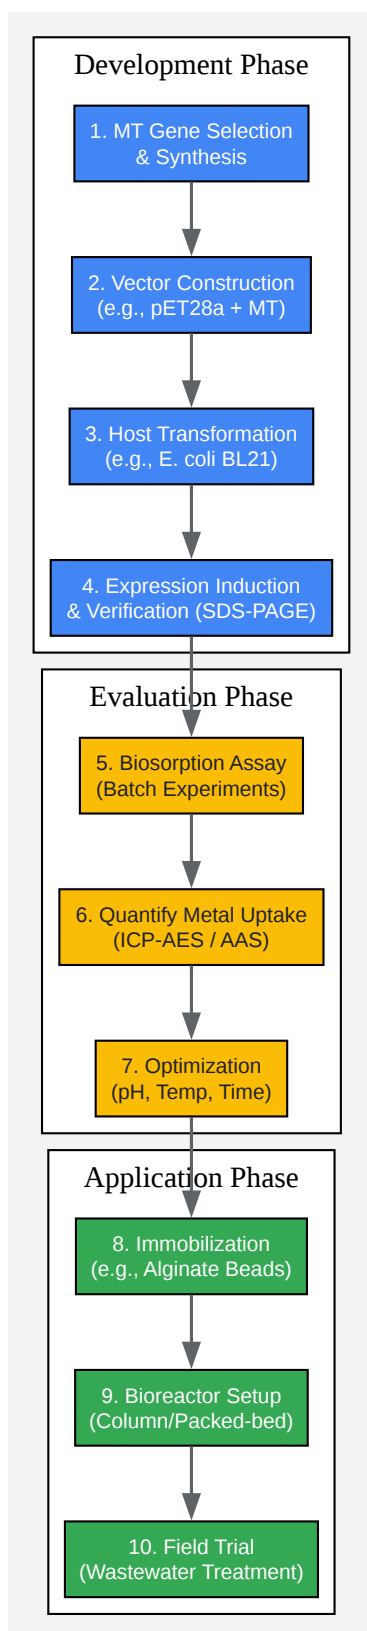 Development Phase
1. MT Gene Selection
& Synthesis
2. Vector Construction
(e.g., pET28a + MT)
3. Host Transformation
(e.g., E. coli BL21)
4. Expression Induction
& Verification (SDS-PAGE)
Evaluation Phase
5. Biosorption Assay
(Batch Experiments)
6. Quantify Metal Uptake
(ICP-AES / AAS)
7. Optimization
(pH, Temp, Time)
Application Phase
8. Immobilization
(e.g., Alginate Beads)
9. Bioreactor Setup
(Column/Packed-bed)
10. Field Trial
(Wastewater Treatment)